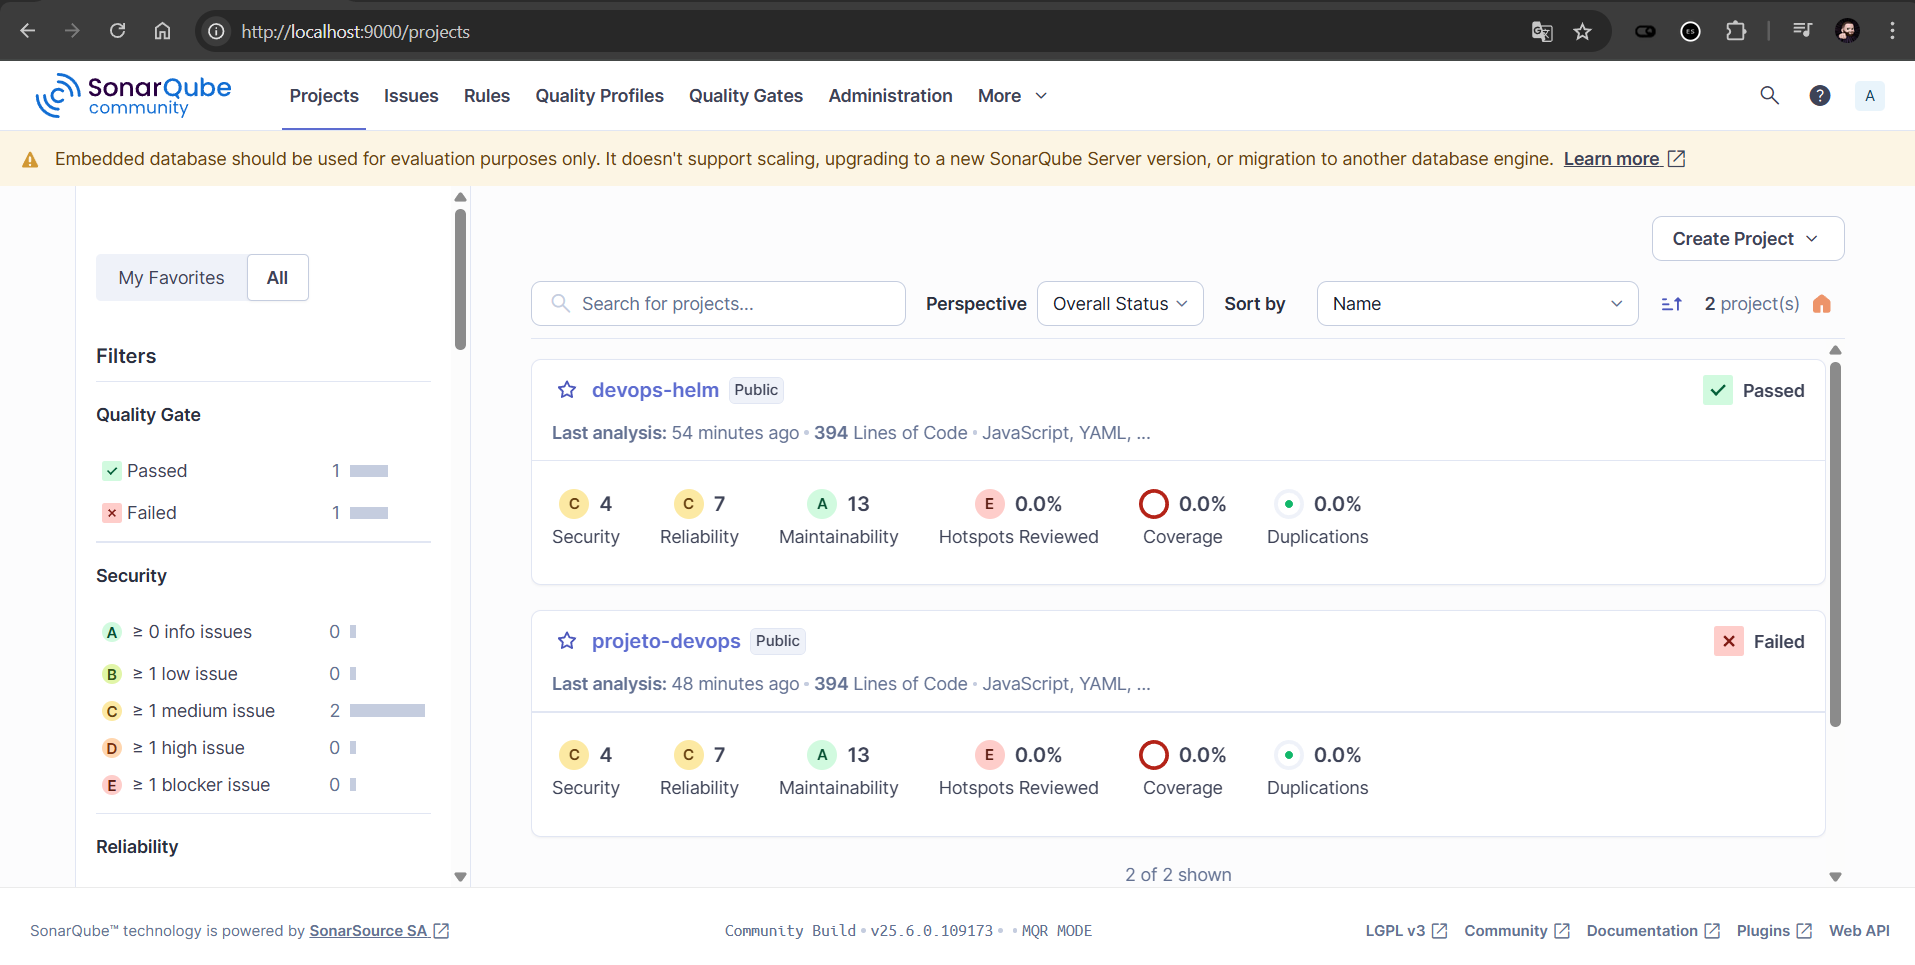 http://localhost:9000/projects
SonarQube
community
Projects Issues Rules Quality Profiles Quality Gates Administration More
? A
Embedded database should be used for evaluation purposes only. It doesn't support scaling, upgrading to a new SonarQube Server version, or migration to another database engine. Learn more
Create Project
My Favorites All
Search for projects... Perspective Overall Status Sort by Name 2 project(s)
Filters
Quality Gate
Passed 1
Failed 1
Security
A ≥ 0 info issues 0
B ≥ 1 low issue 0
C ≥ 1 medium issue 2
D ≥ 1 high issue 0
E ≥ 1 blocker issue 0
Reliability
devops-helm Public Passed
Last analysis: 54 minutes ago • 394 Lines of Code • JavaScript, YAML, ...
C 4 C 7 A 13 E 0.0% 0.0% 0.0%
Security Reliability Maintainability Hotspots Reviewed Coverage Duplications
projeto-devops Public Failed
Last analysis: 48 minutes ago • 394 Lines of Code • JavaScript, YAML, ...
C 4 C 7 A 13 E 0.0% 0.0% 0.0%
Security Reliability Maintainability Hotspots Reviewed Coverage Duplications
2 of 2 shown
SonarQube™ technology is powered by SonarSource SA
Community Build • v25.6.0.109173 • • MQR MODE
LGPL v3 Community Documentation Plugins Web API